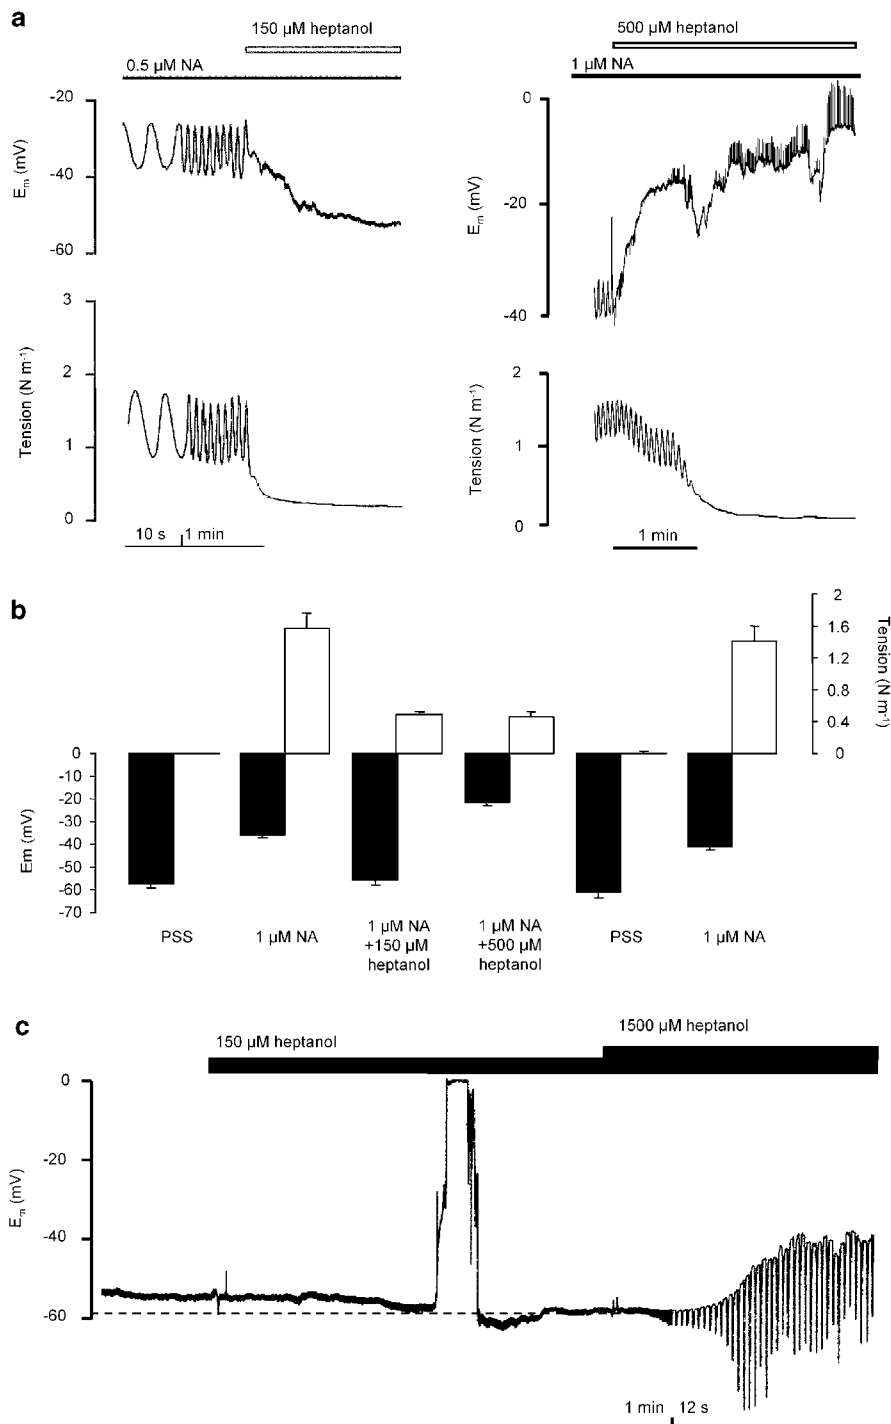 a
150 µM heptanol
0.5 µM NA
-20
-40
-60
Em (mV)
3
2
1
0
Tension (N m-1)
10 s
1 min
500 µM heptanol
1 µM NA
0
-20
-40
Em (mV)
2
1
0
Tension (N m-1)
1 min
b
2
1.6
1.2
0.8
0.4
0
Tension (N m-1)
0
-10
-20
-30
-40
-50
-60
-70
Em (mV)
PSS
1 µM NA
1 µM NA
+150 µM
heptanol
1 µM NA
+500 µM
heptanol
PSS
1 µM NA
c
150 µM heptanol
1500 µM heptanol
0
-20
-40
-60
Em (mV)
1 min
12 s